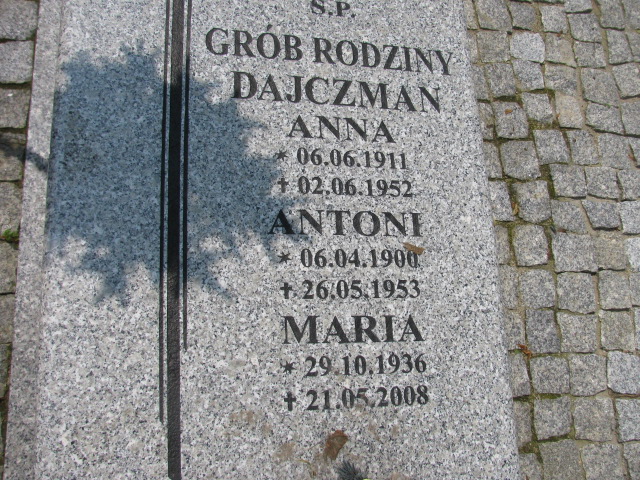 Ś.P.
GRÓB RODZINY
DAJCZMAN
ANNA
* 06.06.1911
✝ 02.06.1952
ANTONI
* 06.04.1900
✝ 26.05.1953
MARIA
* 29.10.1936
✝ 21.05.2008